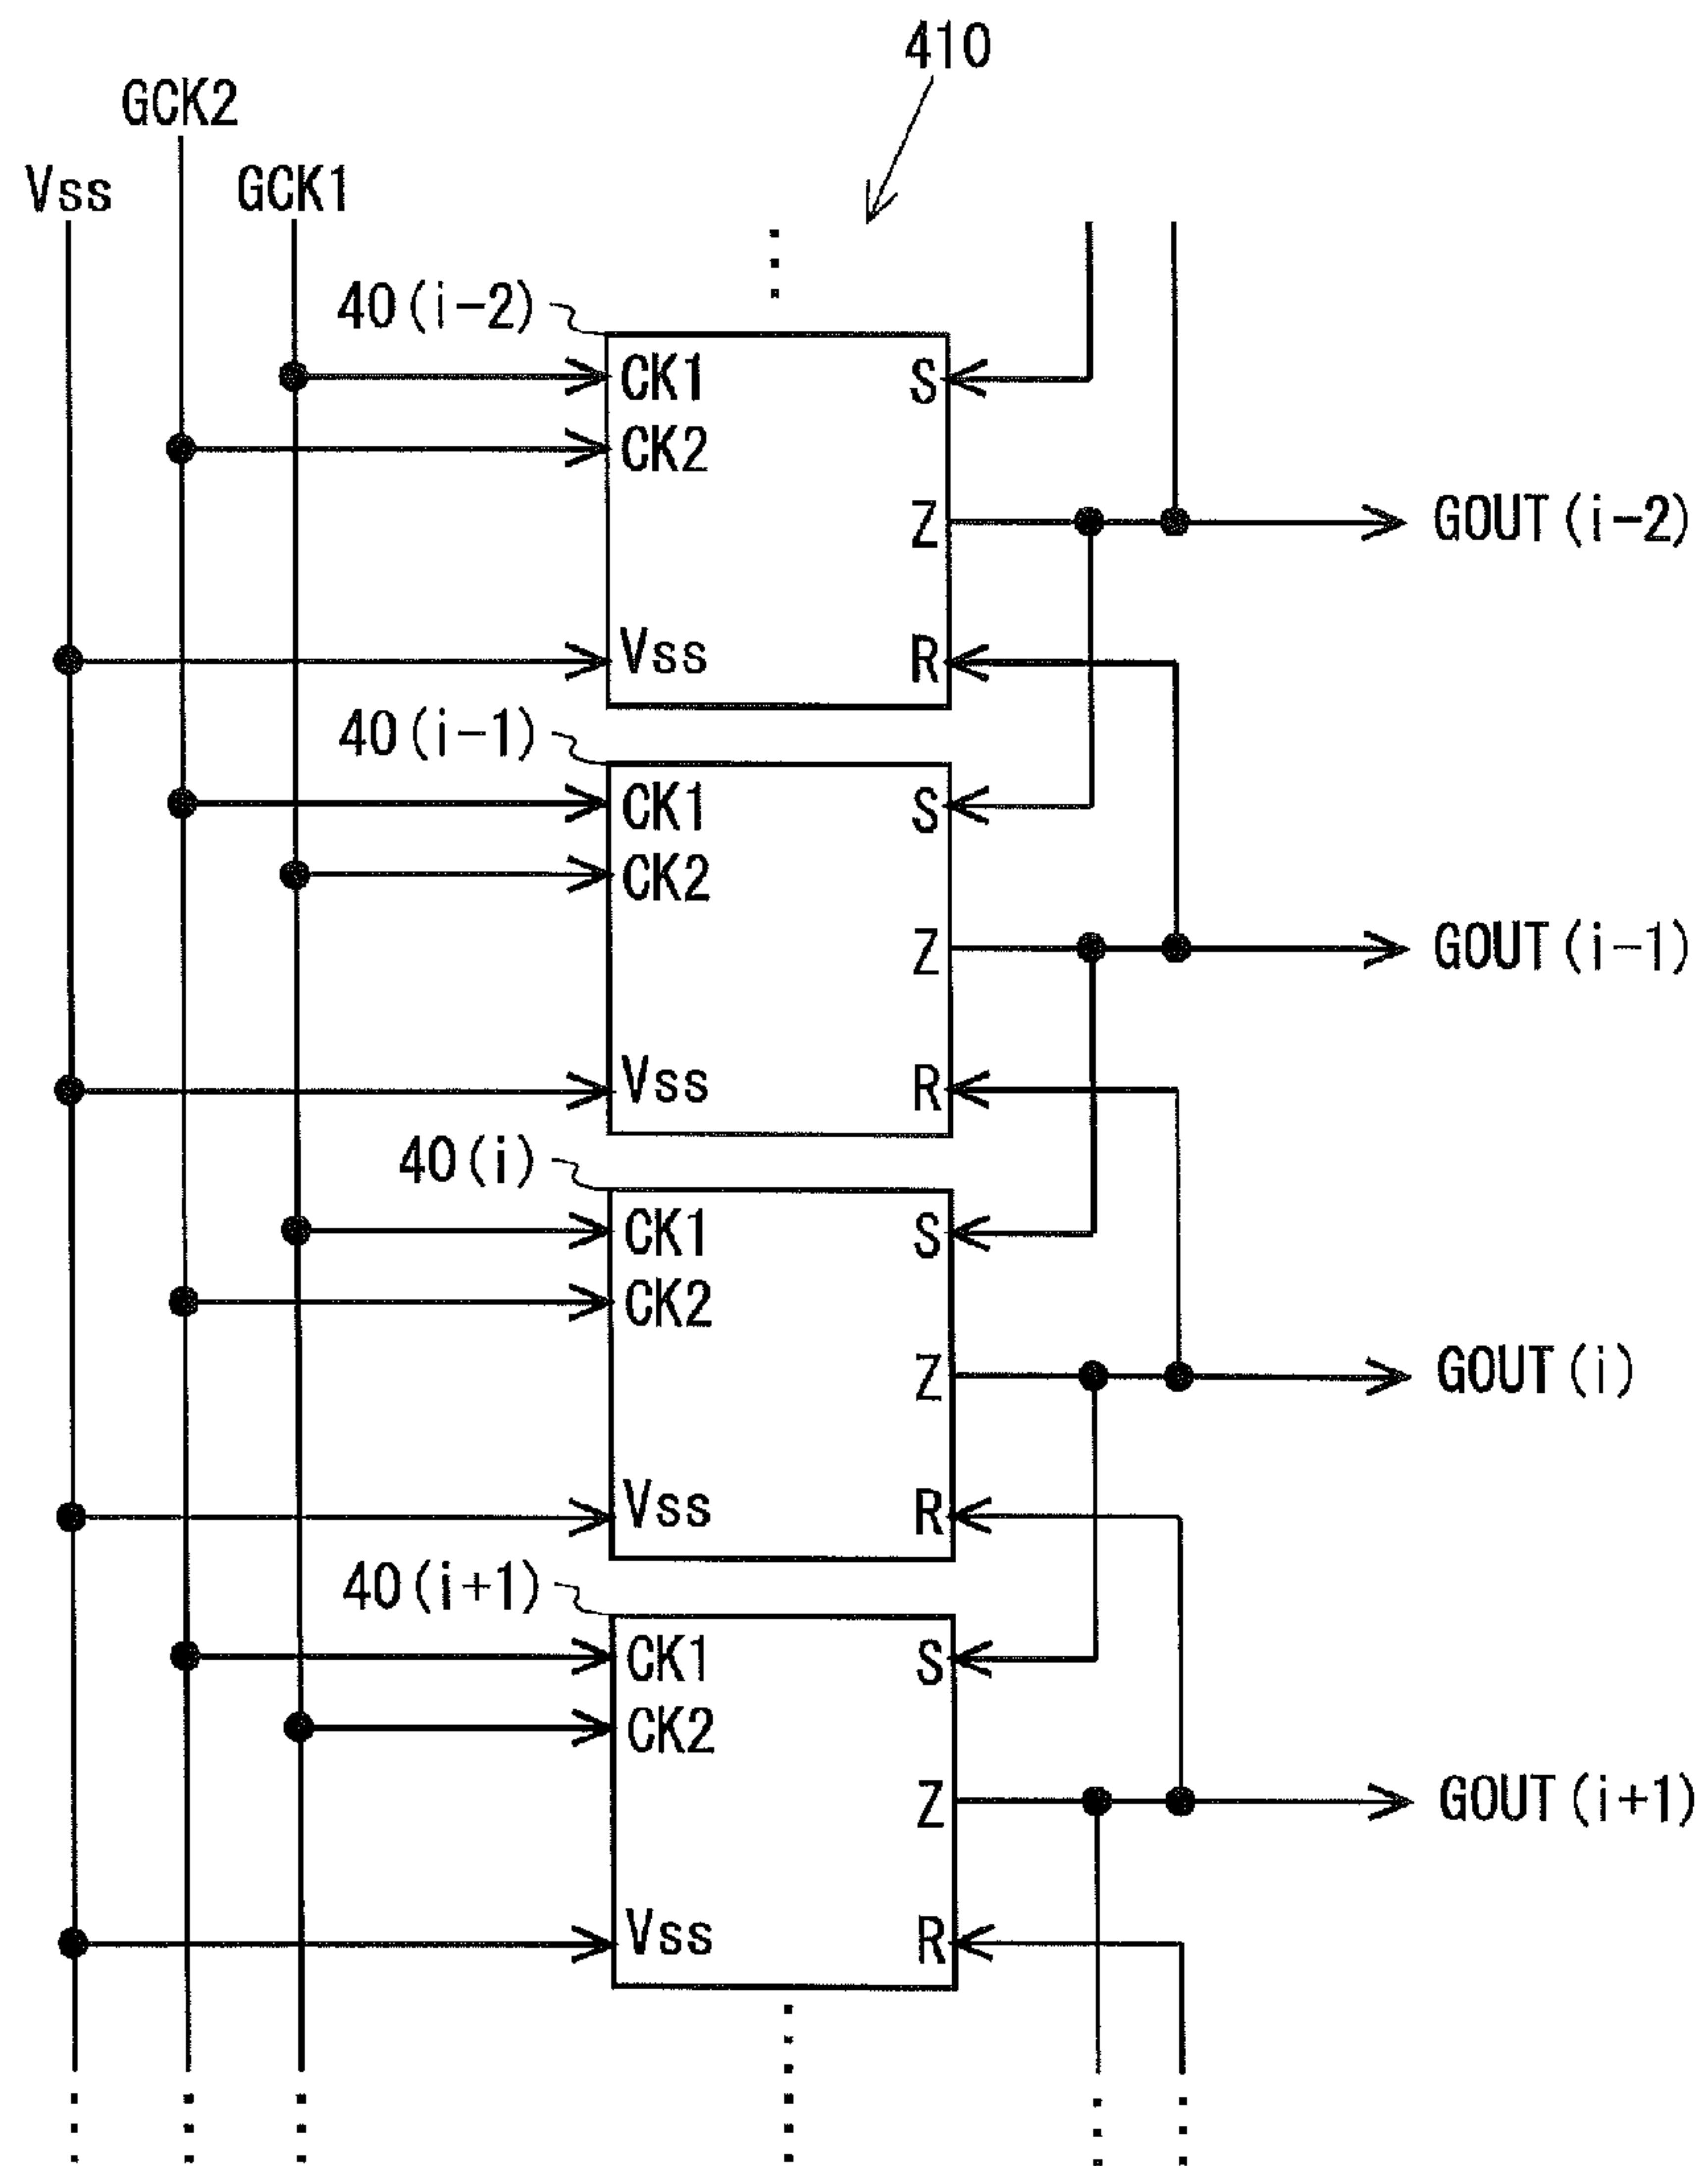 410
GCK2
Vss
GCK1
40(i-2)
CK1
S
CK2
Z
GOUT(i-2)
Vss
R
40(i-1)
CK1
S
CK2
Z
GOUT(i-1)
Vss
R
40(i)
CK1
S
CK2
Z
GOUT(i)
Vss
R
40(i+1)
CK1
S
CK2
Z
GOUT(i+1)
Vss
R